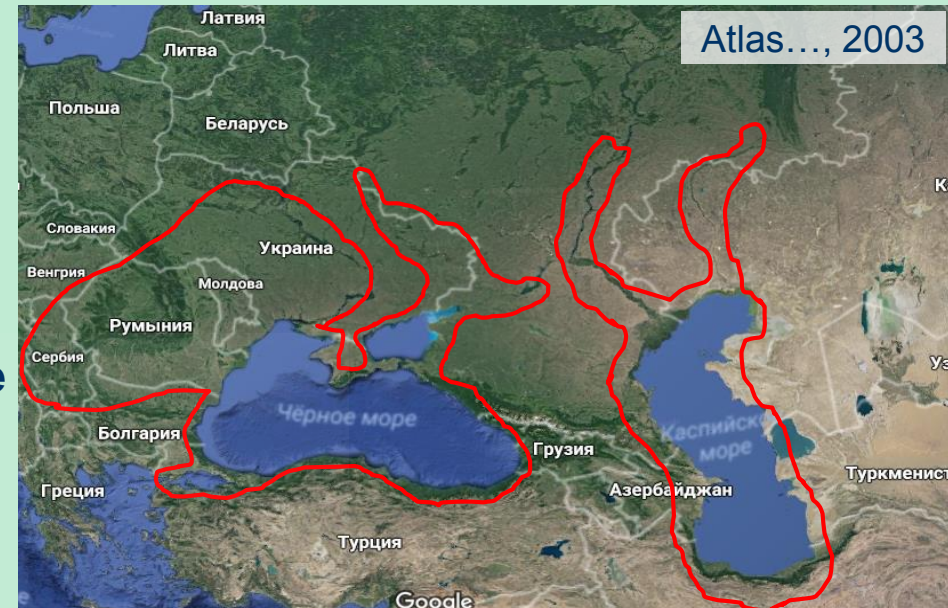 Atlas…, 2003
Латвия
Литва
Польша
Беларусь
К
Словакия
Украина
Венгрия
Молдова
Румыния
Сербия
Уз
е
Чёрное море
Каспийск
море
Болгария
Грузия
Греция
Азербайджан
Туркменист
Турция
Google